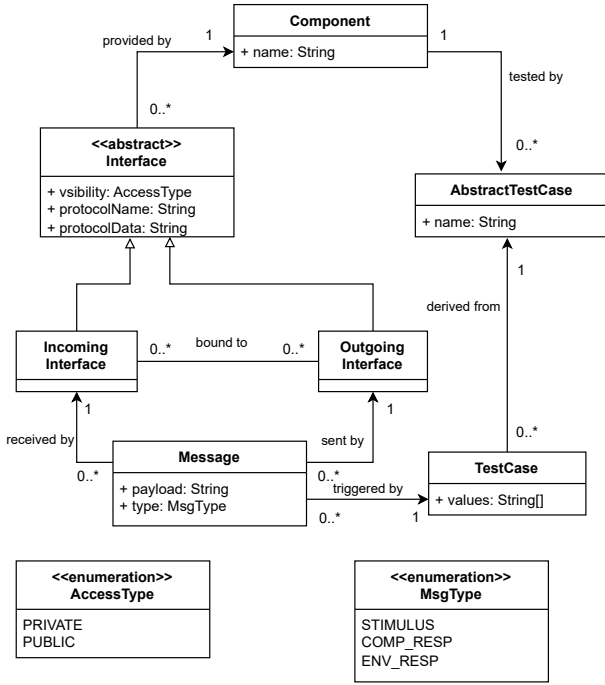 Component
+ name: String
provided by
1
1
0..*
tested by
0..*
<<abstract>>
Interface
+ vsibility: AccessType
+ protocolName: String
+ protocolData: String
AbstractTestCase
+ name: String
1
derived from
0..*
Incoming
Interface
0..*
bound to
0..*
Outgoing
Interface
1
received by
0..*
1
sent by
0..*
Message
+ payload: String
+ type: MsgType
triggered by
0..*
1
TestCase
+ values: String[]
<<enumeration>>
AccessType
PRIVATE
PUBLIC
<<enumeration>>
MsgType
STIMULUS
COMP_RESP
ENV_RESP